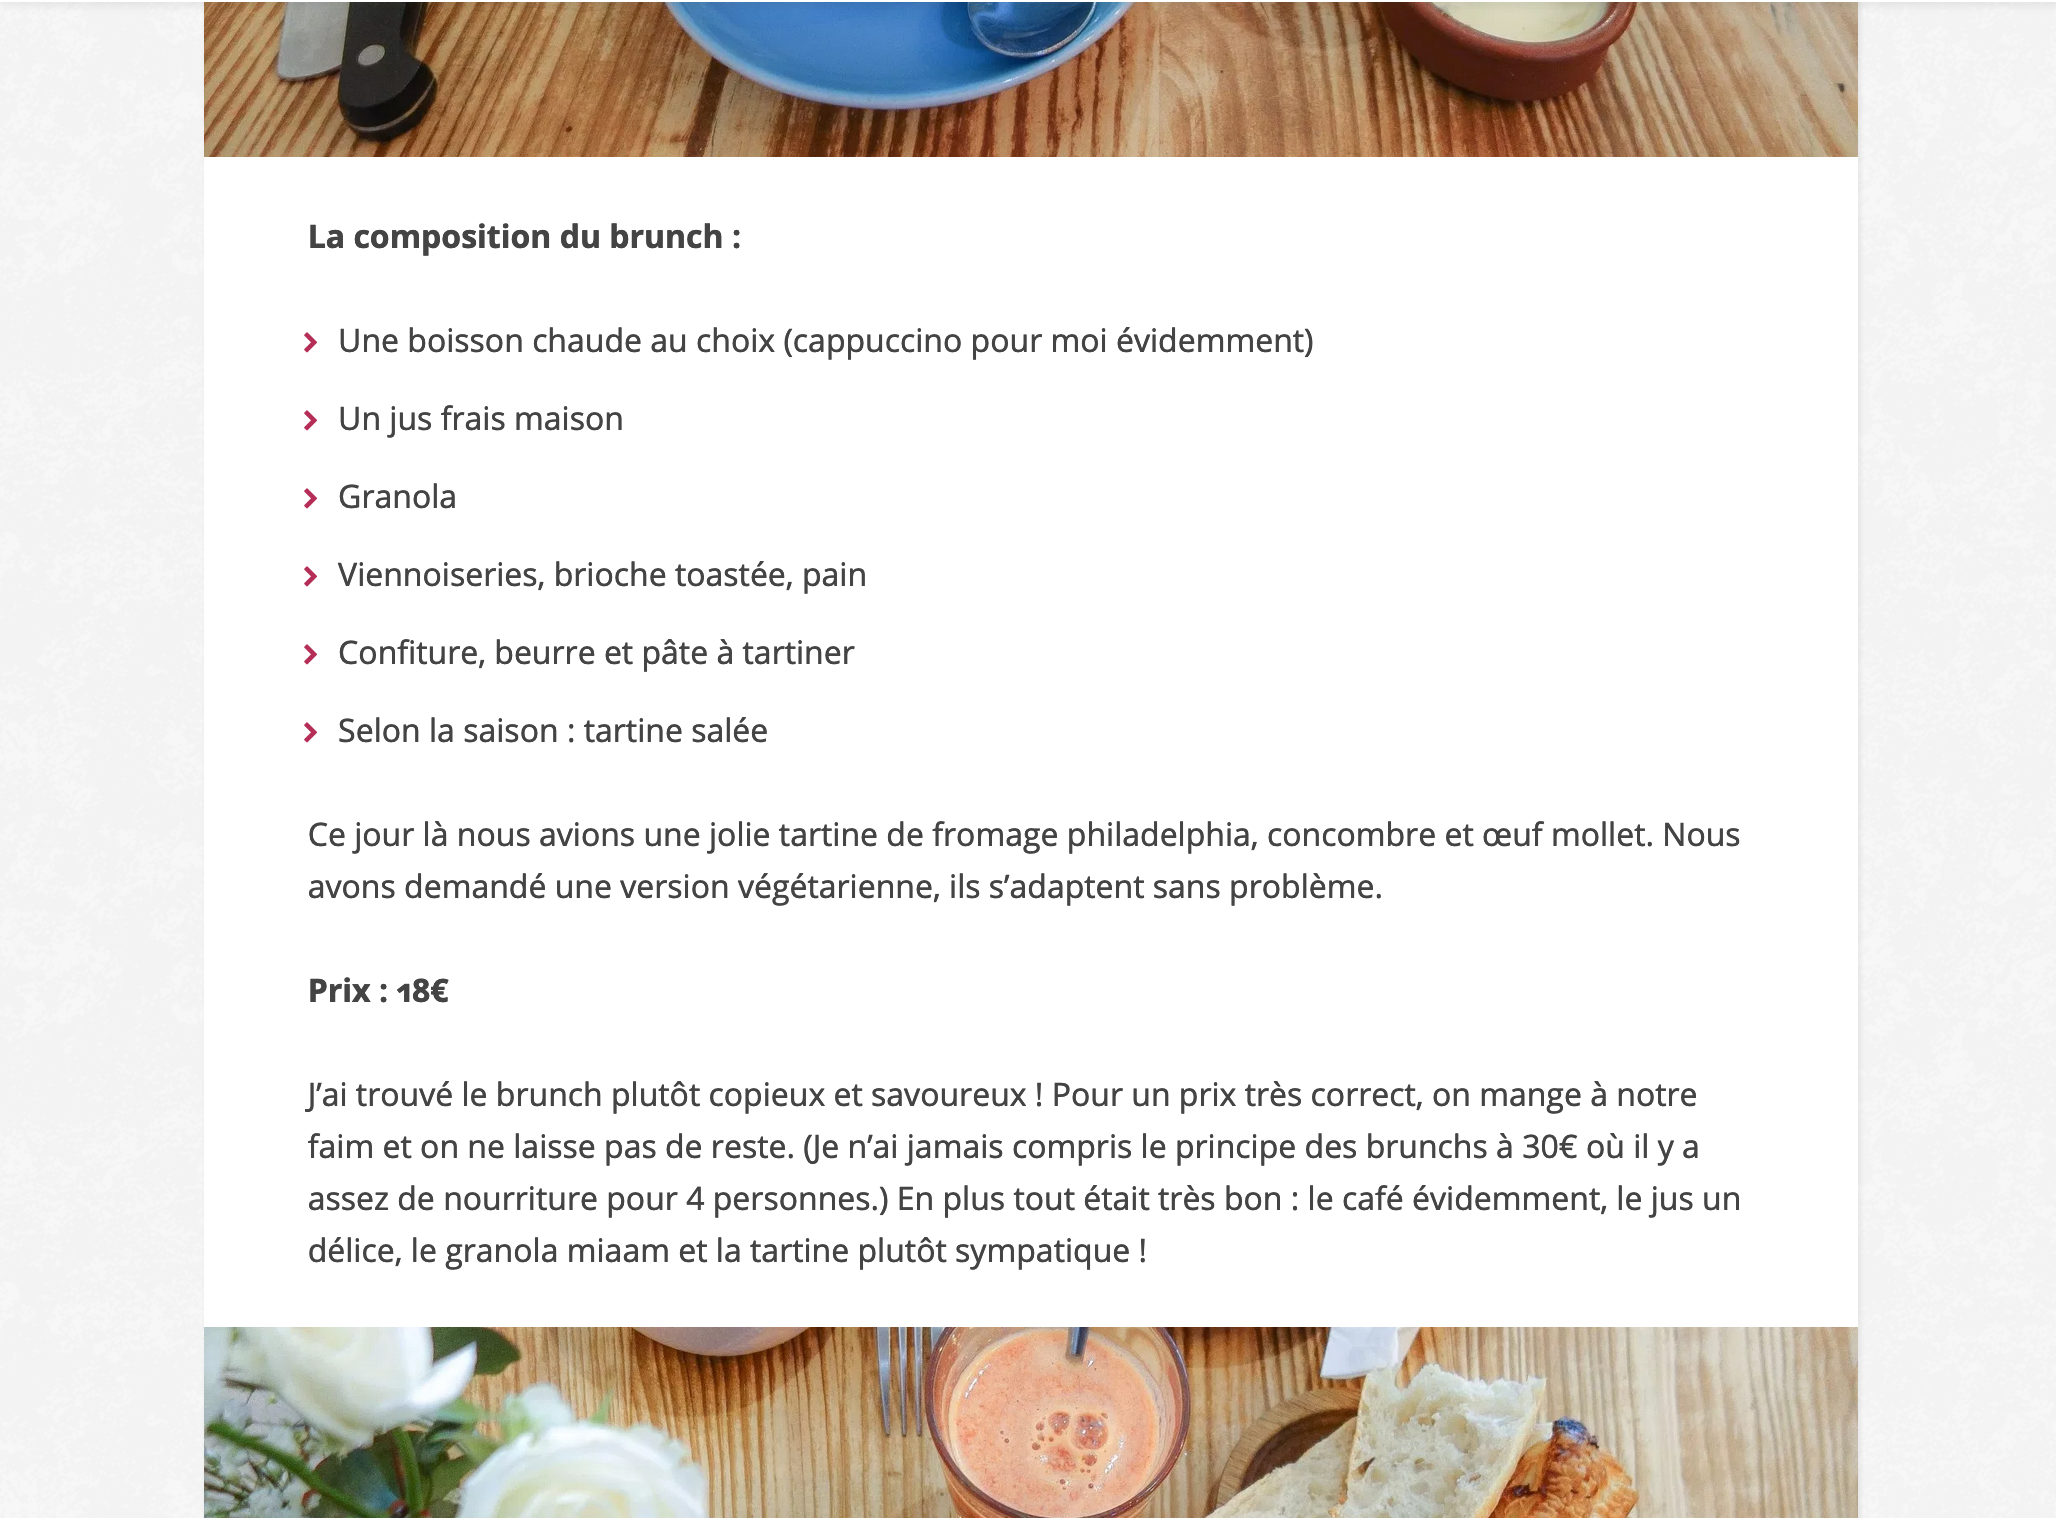 La composition du brunch :
Une boisson chaude au choix (cappuccino pour moi évidemment)
Un jus frais maison
Granola
Viennoiseries, brioche toastée, pain
Confiture, beurre et pâte à tartiner
Selon la saison : tartine salée
Ce jour là nous avions une jolie tartine de fromage philadelphia, concombre et œuf mollet. Nous
avons demandé une version végétarienne, ils s’adaptent sans problème.
Prix : 18€
J’ai trouvé le brunch plutôt copieux et savoureux ! Pour un prix très correct, on mange à notre
faim et on ne laisse pas de reste. (Je n’ai jamais compris le principe des brunchs à 30€ où il y a
assez de nourriture pour 4 personnes.) En plus tout était très bon : le café évidemment, le jus un
délice, le granola miaam et la tartine plutôt sympatique !